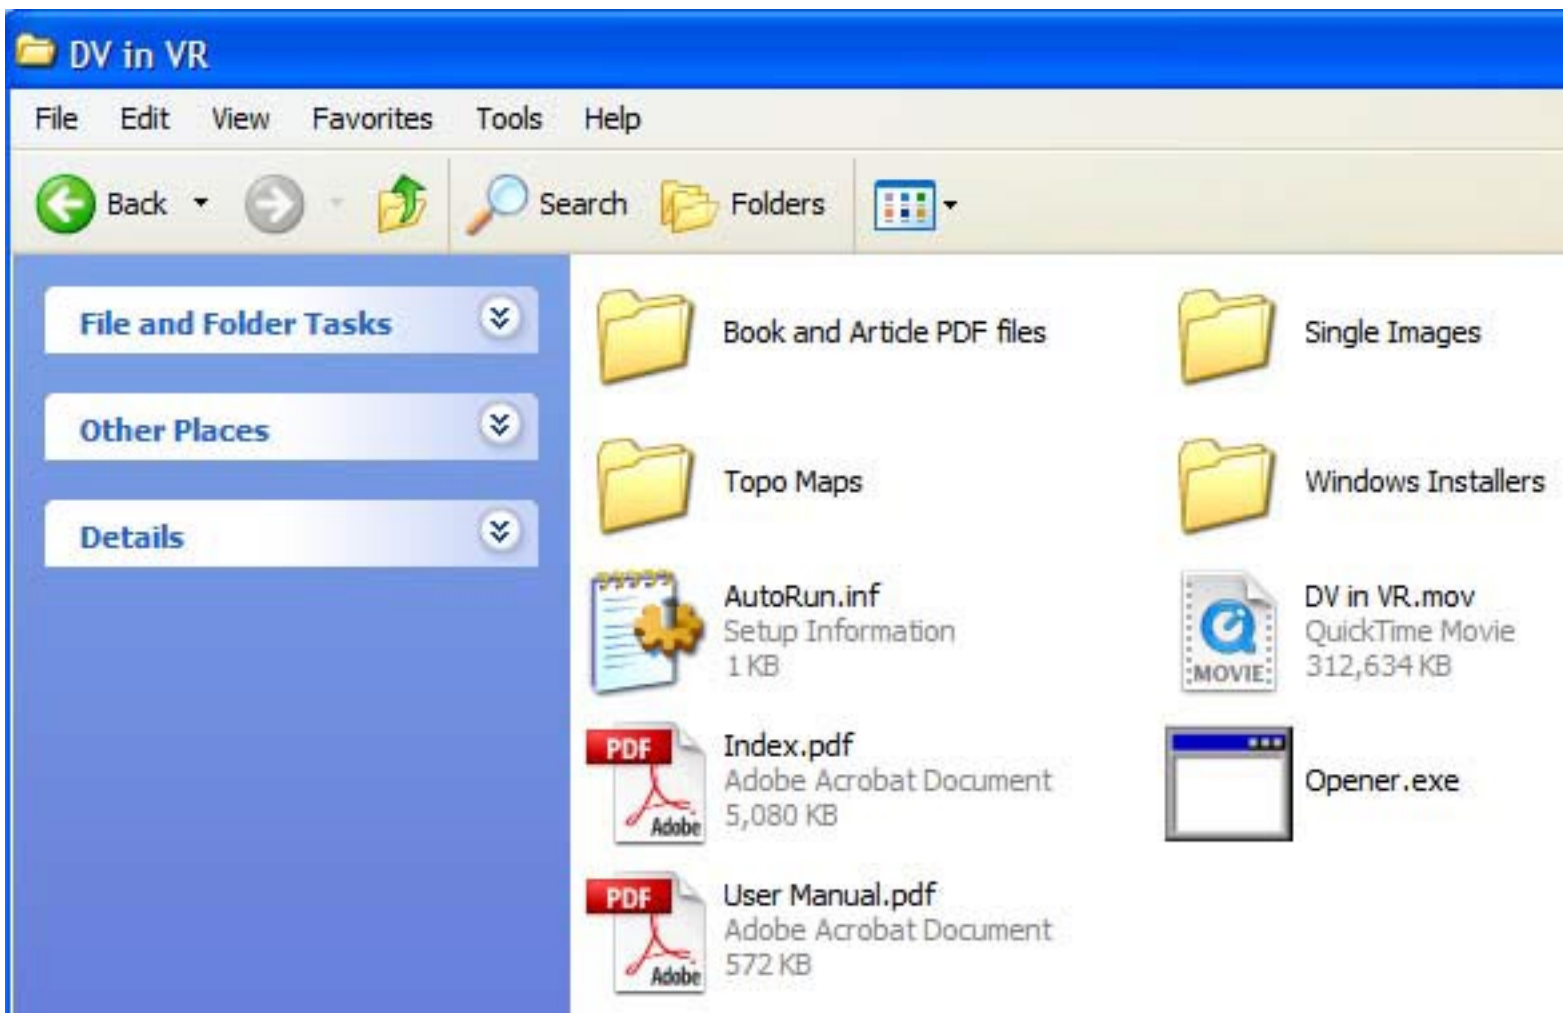 DV in VR
File Edit View Favorites Tools Help
Back Search Folders
File and Folder Tasks
Other Places
Details
Book and Article PDF files
Single Images
Topo Maps
Windows Installers
AutoRun.inf
Setup Information
1 KB
DV in VR.mov
QuickTime Movie
312,634 KB
MOVIE
PDF
Adobe
Index.pdf
Adobe Acrobat Document
5,080 KB
Opener.exe
PDF
Adobe
User Manual.pdf
Adobe Acrobat Document
572 KB